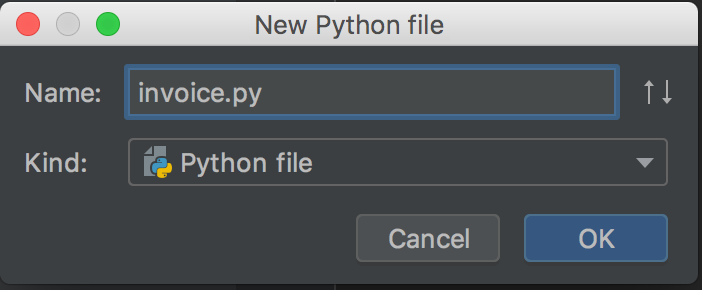 New Python file
Name: invoice.py
Kind: Python file
Cancel OK